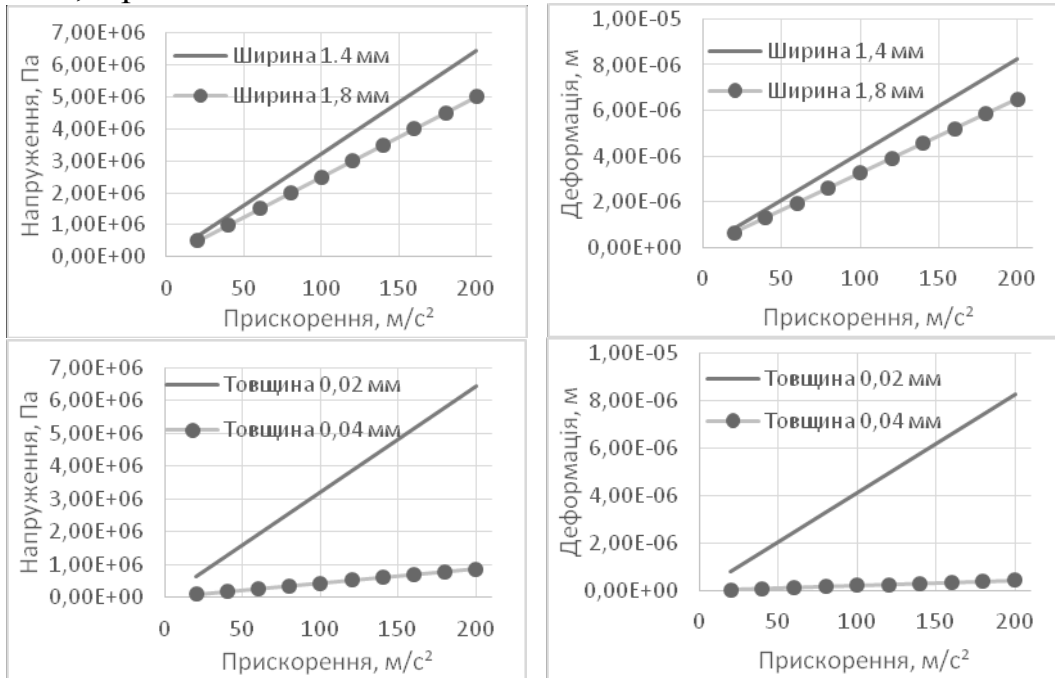 7,00E+06
6,00E+06
5,00E+06
4,00E+06
3,00E+06
2,00E+06
1,00E+06
0,00E+00
Напруження, Па
Ширина 1.4 мм
Ширина 1,8 мм
0 50 100 150 200
Прискорення, м/с²
1,00E-05
8,00E-06
6,00E-06
4,00E-06
2,00E-06
0,00E+00
Деформація, м
Ширина 1,4 мм
Ширина 1,8 мм
0 50 100 150 200
Прискорення, м/с²
7,00E+06
6,00E+06
5,00E+06
4,00E+06
3,00E+06
2,00E+06
1,00E+06
0,00E+00
Напруження, Па
Товщина 0,02 мм
Товщина 0,04 мм
0 50 100 150 200
Прискорення, м/с²
1,00E-05
8,00E-06
6,00E-06
4,00E-06
2,00E-06
0,00E+00
Деформація, м
Товщина 0,02 мм
Товщина 0,04 мм
0 50 100 150 200
Прискорення, м/с²